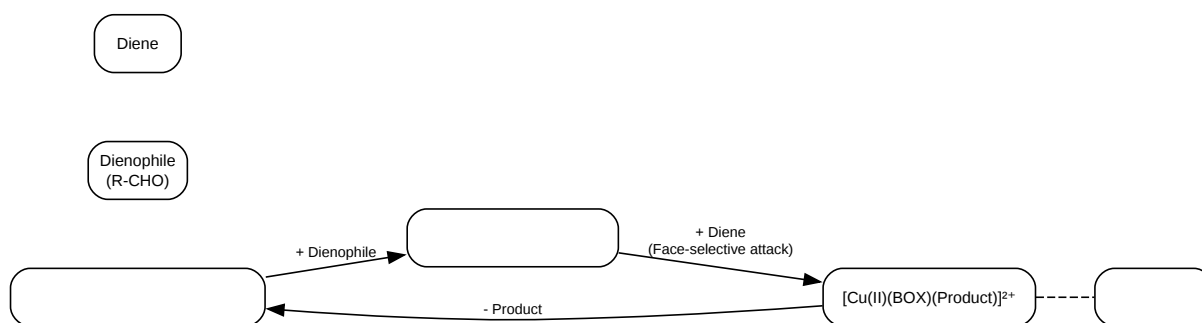 Diene
Dienophile
(R-CHO)
+ Dienophile
+ Diene
(Face-selective attack)
[Cu(II)(BOX)(Product)]²⁺
- Product